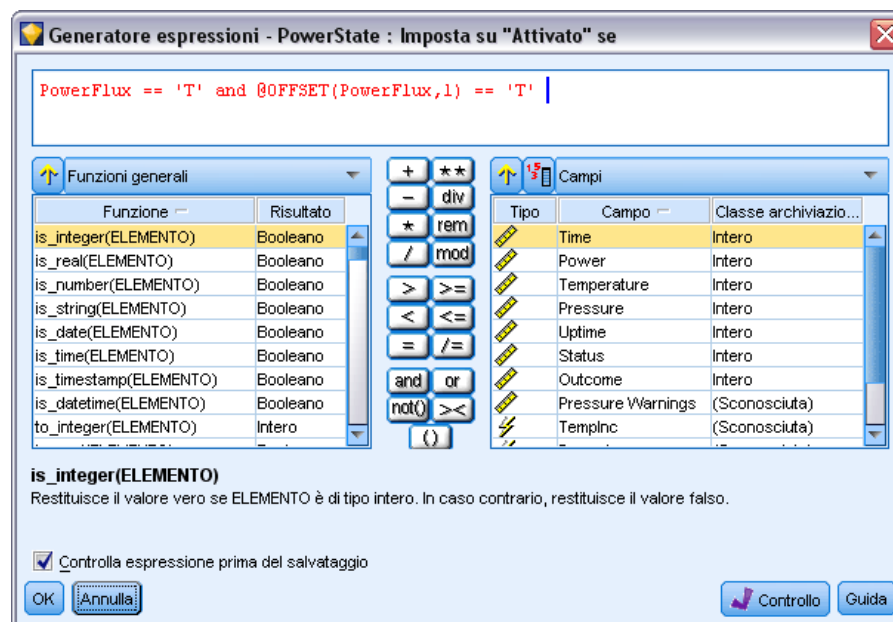 Generatore espressioni - PowerState : Imposta su "Attivato" se
PowerFlux == 'T' and @OFFSET(PowerFlux,1) == 'T'
Funzioni generali
Funzione Risultato
is_integer(ELEMENTO) Booleano
is_real(ELEMENTO) Booleano
is_number(ELEMENTO) Booleano
is_string(ELEMENTO) Booleano
is_date(ELEMENTO) Booleano
is_time(ELEMENTO) Booleano
is_timestamp(ELEMENTO) Booleano
is_datetime(ELEMENTO) Booleano
to_integer(ELEMENTO) Intero
+ **
- div
* rem
/ mod
> >=
< <=
= /=
and or
not() ><
()
Campi
Tipo Campo Classe archiviazio...
Time Intero
Power Intero
Temperature Intero
Pressure Intero
Uptime Intero
Status Intero
Outcome Intero
Pressure Warnings (Sconosciuta)
TempInc (Sconosciuta)
is_integer(ELEMENTO)
Restituisce il valore vero se ELEMENTO è di tipo intero. In caso contrario, restituisce il valore falso.
Controlla espressione prima del salvataggio
OK Annulla Controllo Guida